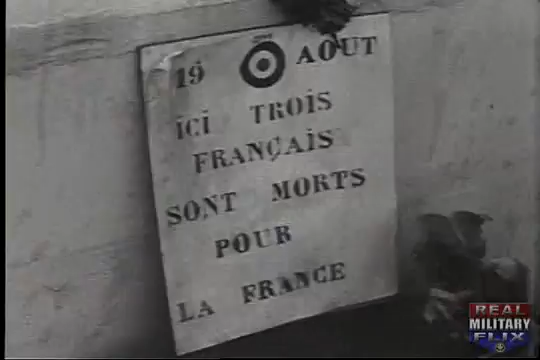 19 AOUT
iCi TROiS
FRANÇAiS
SONT MORTS
POUR
LA FRANCE
REAL
MILITARY
FLIX